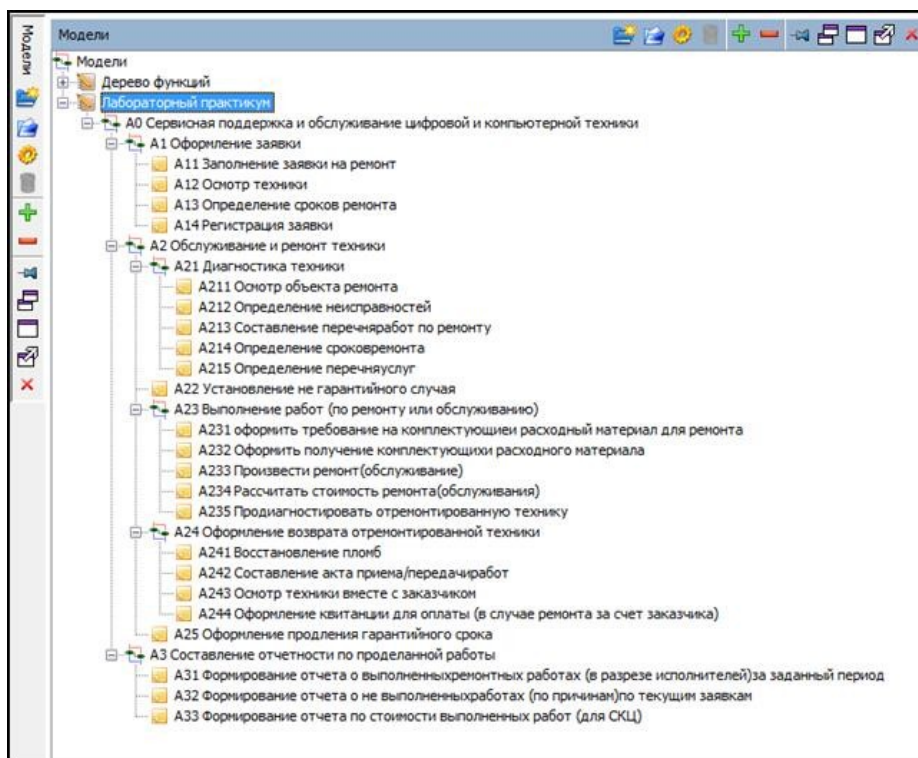 Модели
Модели
Модели
Дерево функций
Лабораторный практикум
А0 Сервисная поддержка и обслуживание цифровой и компьютерной техники
А1 Оформление заявки
А11 Заполнение заявки на ремонт
А12 Осмотр техники
А13 Определение сроков ремонта
А14 Регистрация заявки
А2 Обслуживание и ремонт техники
А21 Диагностика техники
А211 Осмотр объекта ремонта
А212 Определение неисправностей
А213 Составление перечняработ по ремонту
А214 Определение сроковремонта
А215 Определение перечняуслуг
А22 Установление не гарантийного случая
А23 Выполнение работ (по ремонту или обслуживанию)
А231 оформить требование на комплектующиеи расходный материал для ремонта
А232 Оформить получение комплектующихи расходного материала
А233 Произвести ремонт(обслуживание)
А234 Рассчитать стоимость ремонта(обслуживания)
А235 Продиагностировать отремонтированную технику
А24 Оформление возврата отремонтированной техники
А241 Восстановление пломб
А242 Составление акта приема/передачиработ
А243 Осмотр техники вместе с заказчиком
А244 Оформление квитанции для оплаты (в случае ремонта за счет заказчика)
А25 Оформление продления гарантийного срока
А3 Составление отчетности по проделанной работы
А31 Формирование отчета о выполненныхремонтных работах (в разрезе исполнителей)за заданный период
А32 Формирование отчета о не выполненныхработах (по причинам)по текущим заявкам
А33 Формирование отчета по стоимости выполненных работ (для СКЦ)